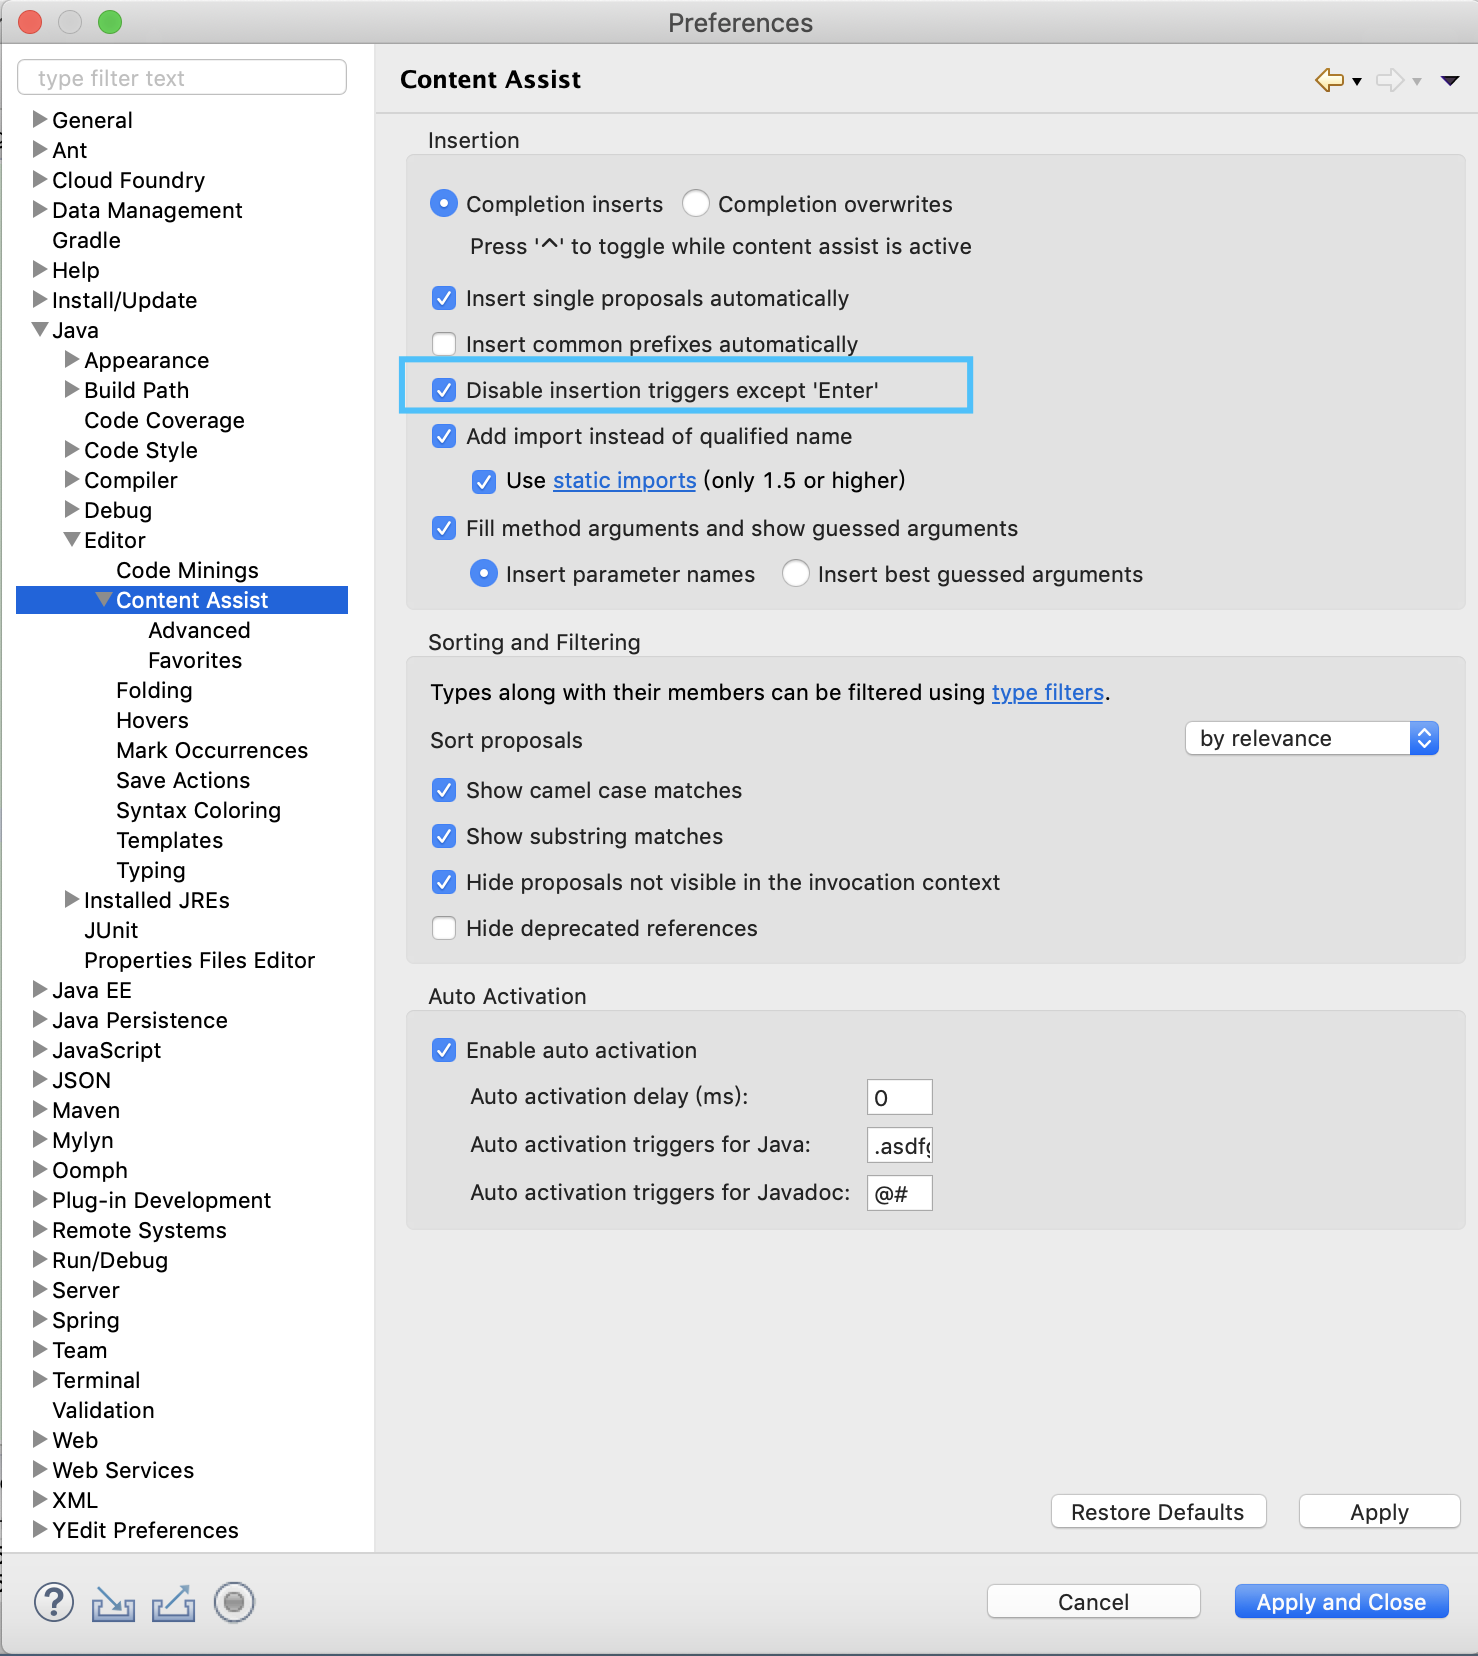 Preferences
type filter text
General
Ant
Cloud Foundry
Data Management
Gradle
Help
Install/Update
Java
Appearance
Build Path
Code Coverage
Code Style
Compiler
Debug
Editor
Code Minings
Content Assist
Advanced
Favorites
Folding
Hovers
Mark Occurrences
Save Actions
Syntax Coloring
Templates
Typing
Installed JREs
JUnit
Properties Files Editor
Java EE
Java Persistence
JavaScript
JSON
Maven
Mylyn
Oomph
Plug-in Development
Remote Systems
Run/Debug
Server
Spring
Team
Terminal
Validation
Web
Web Services
XML
YEdit Preferences
Content Assist
Insertion
Completion inserts Completion overwrites
Press '^' to toggle while content assist is active
Insert single proposals automatically
Insert common prefixes automatically
Disable insertion triggers except 'Enter'
Add import instead of qualified name
Use static imports (only 1.5 or higher)
Fill method arguments and show guessed arguments
Insert parameter names Insert best guessed arguments
Sorting and Filtering
Types along with their members can be filtered using type filters.
Sort proposals by relevance
Show camel case matches
Show substring matches
Hide proposals not visible in the invocation context
Hide deprecated references
Auto Activation
Enable auto activation
Auto activation delay (ms): 0
Auto activation triggers for Java: .asdfg
Auto activation triggers for Javadoc: @#
Restore Defaults Apply
? Cancel Apply and Close